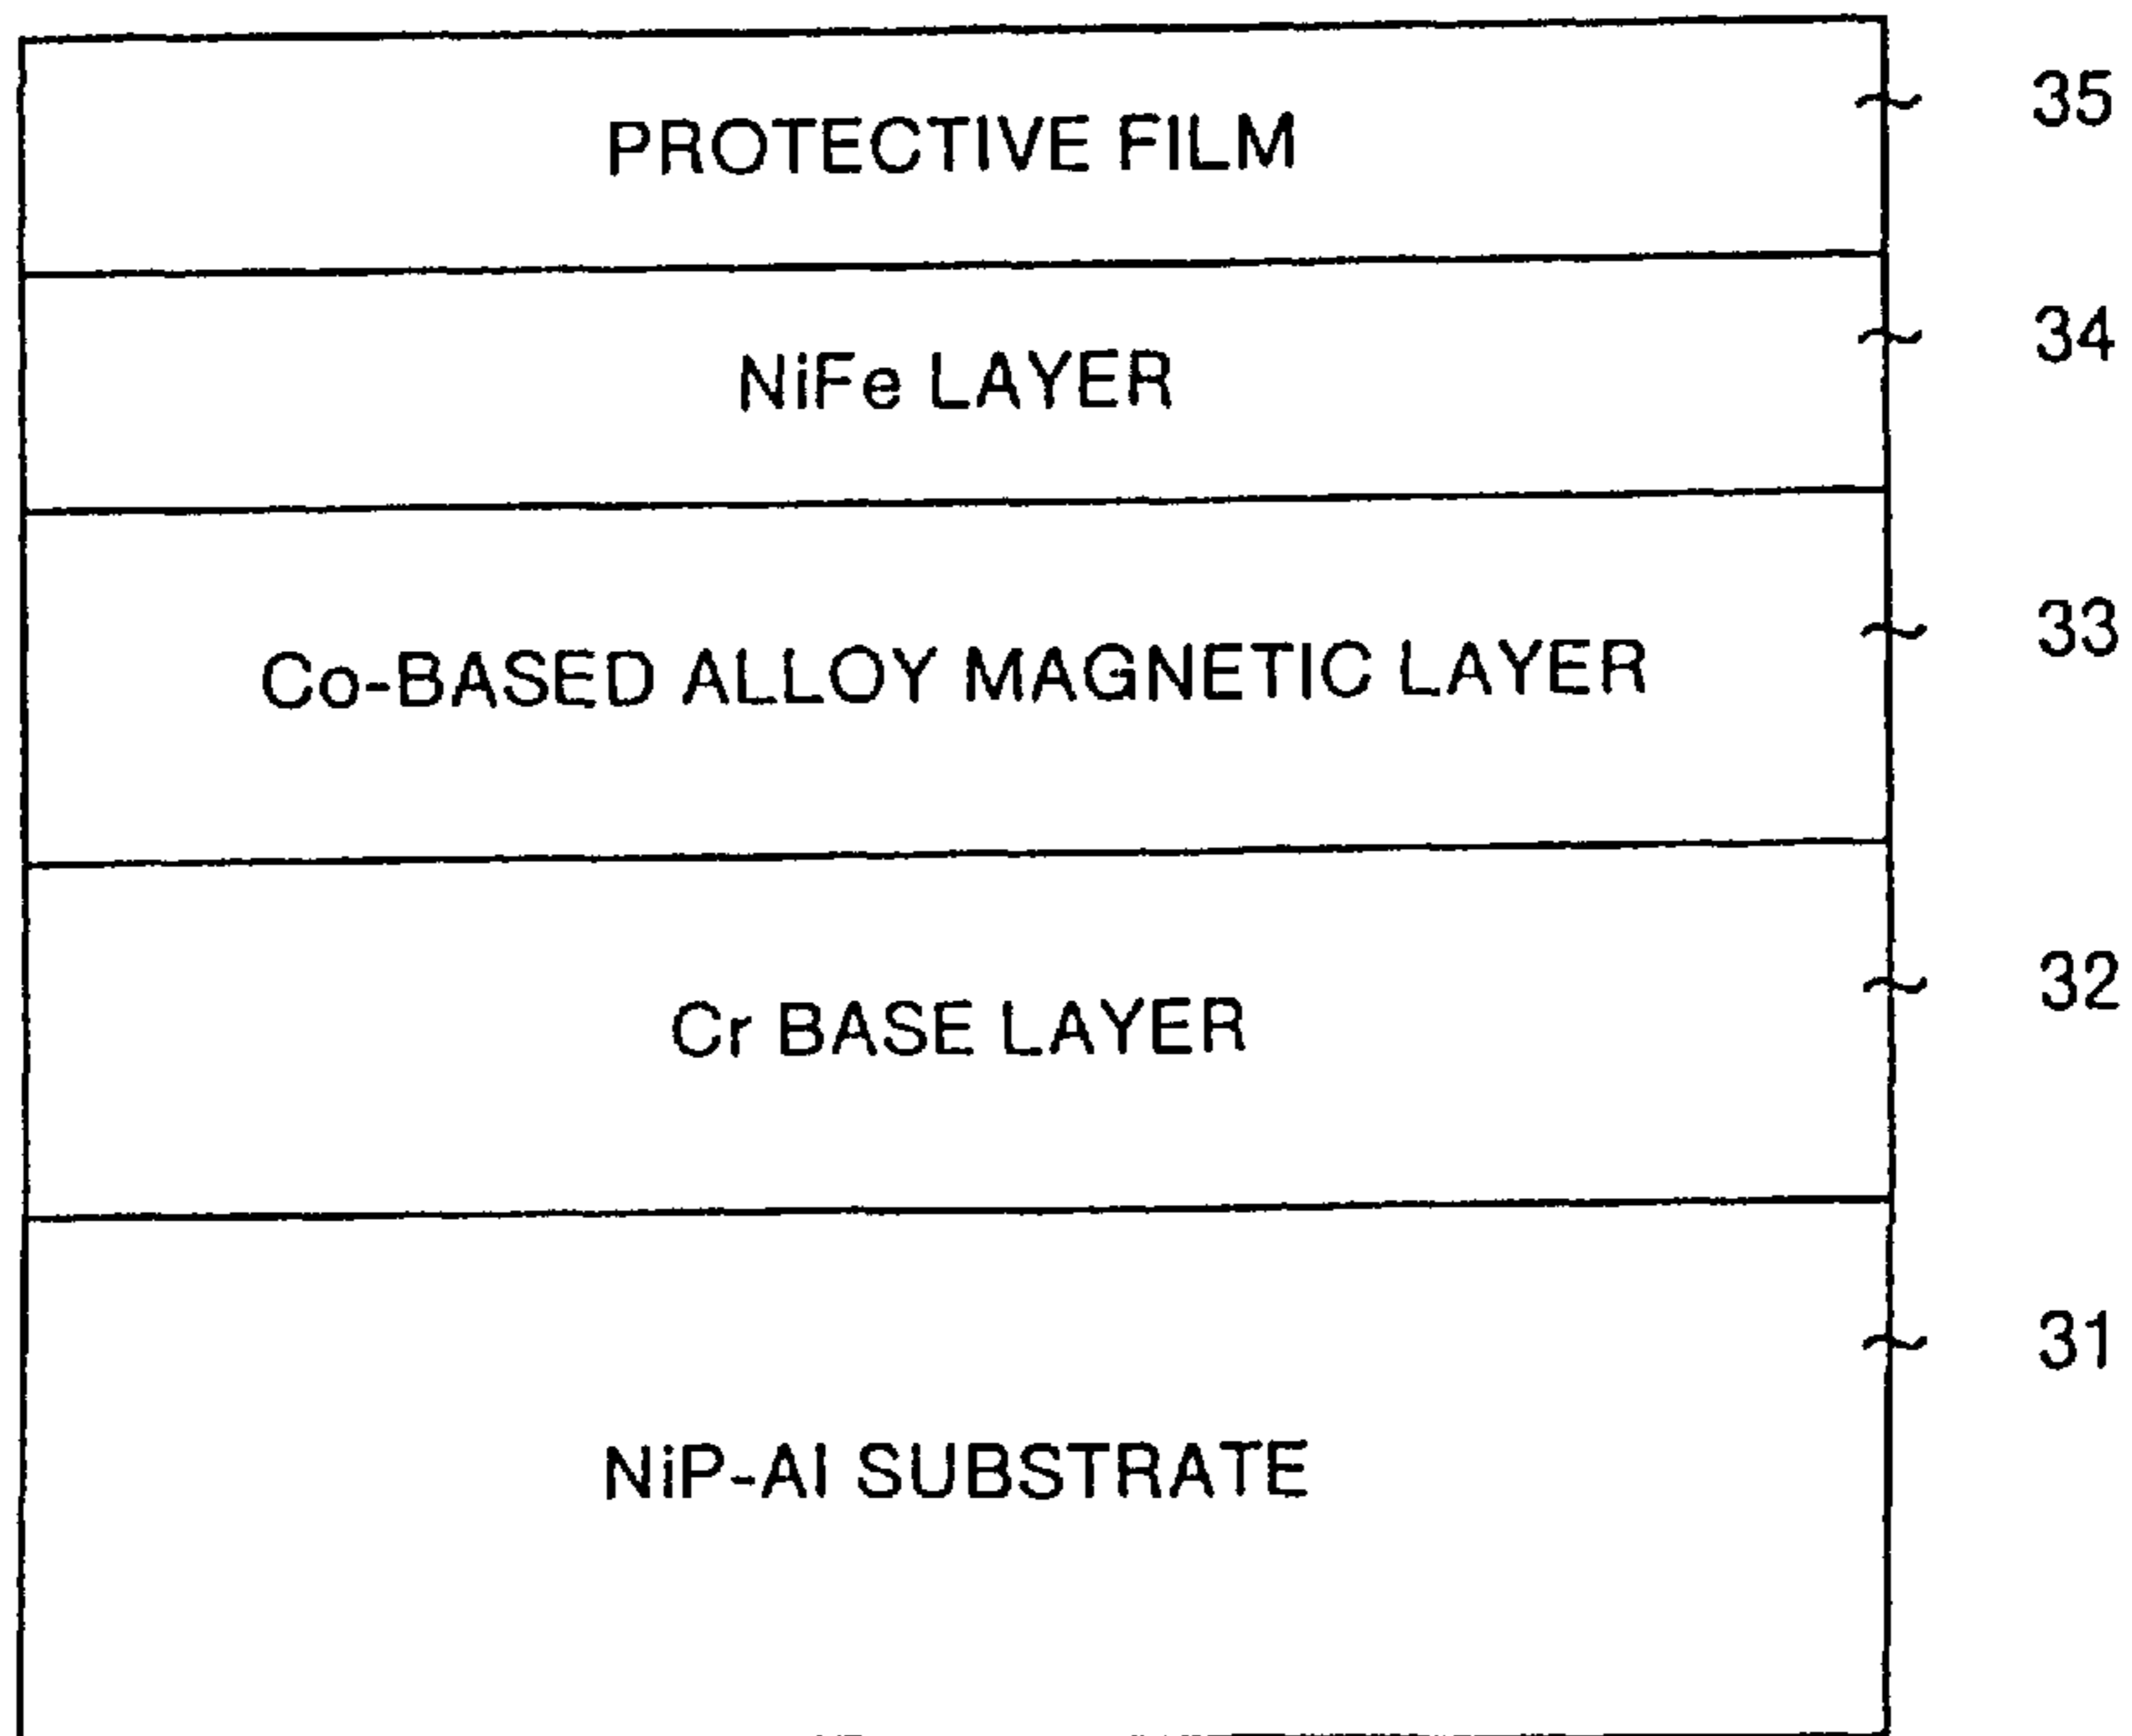 PROTECTIVE FILM 35
NiFe LAYER 34
Co-BASED ALLOY MAGNETIC LAYER 33
Cr BASE LAYER 32
31
NiP-Al SUBSTRATE